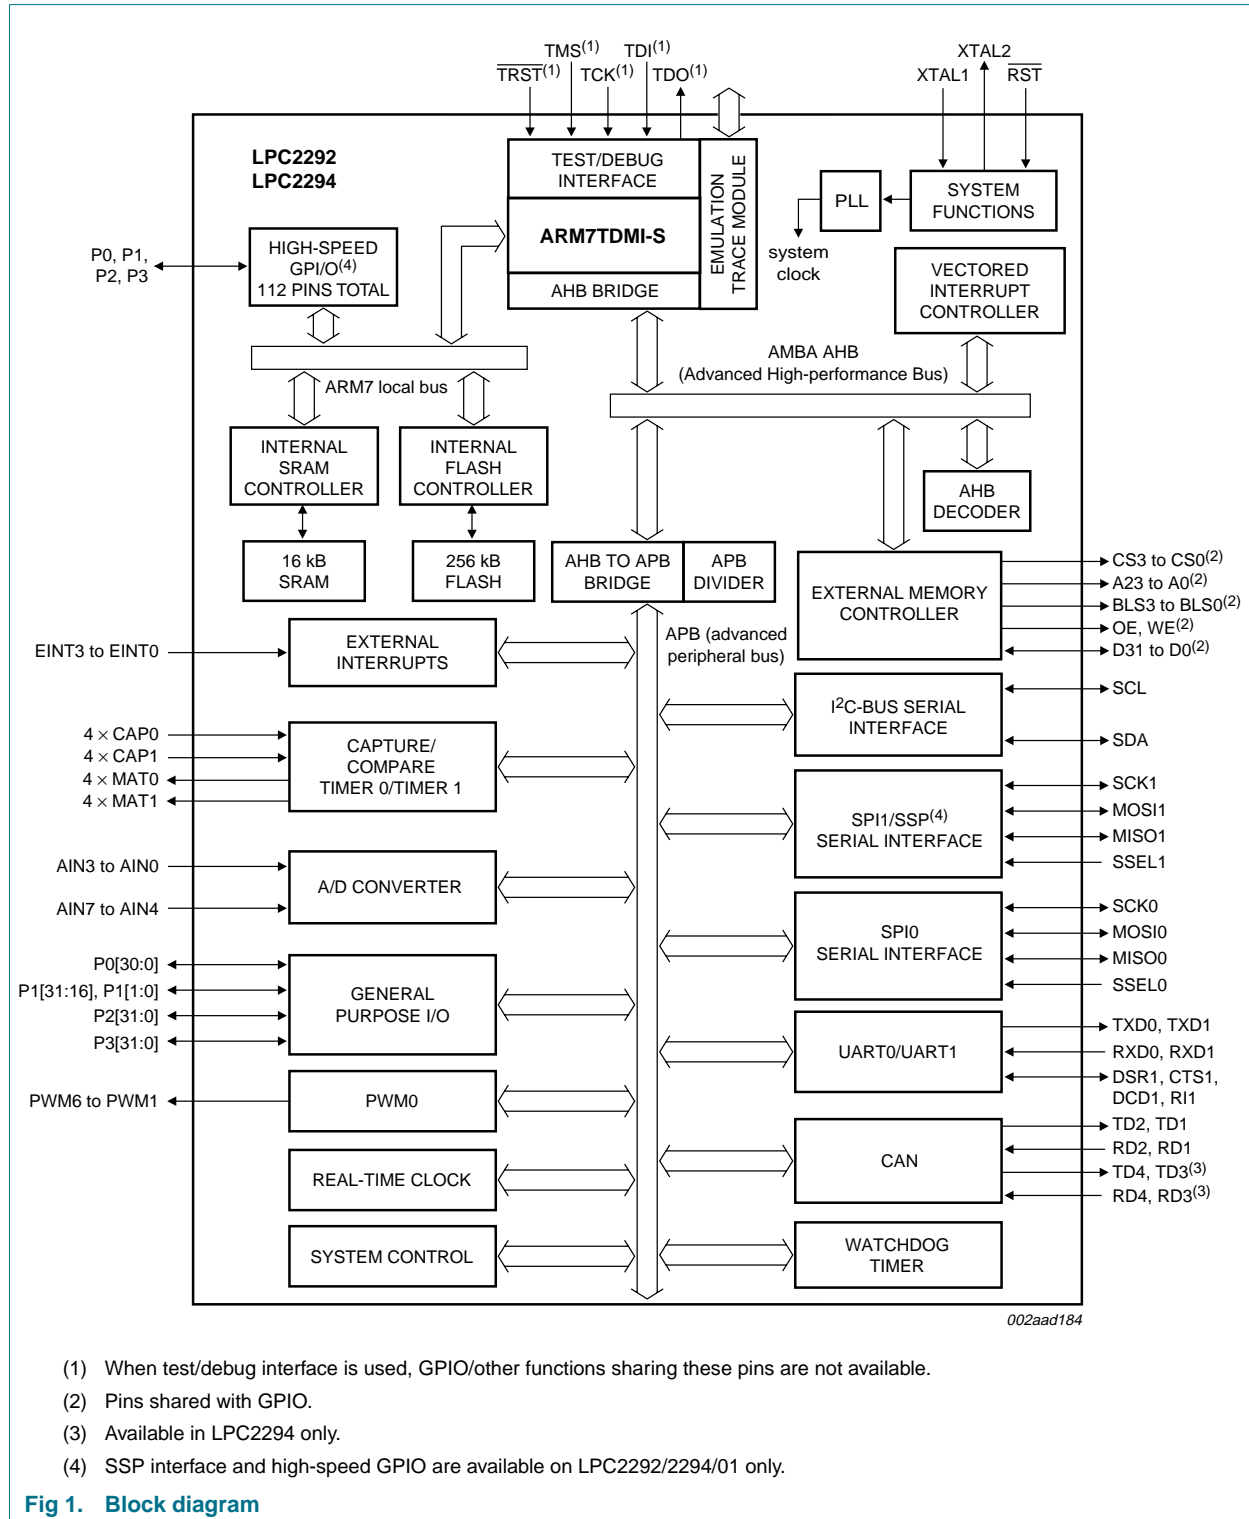 TMS(1) TDI(1)
TRST(1) TCK(1) TDO(1)
XTAL2
XTAL1 RST
LPC2292
LPC2294
TEST/DEBUG
INTERFACE
ARM7TDMI-S
AHB BRIDGE
EMULATION
TRACE MODULE
PLL
SYSTEM
FUNCTIONS
system
clock
P0, P1,
P2, P3
HIGH-SPEED
GPI/O(4)
112 PINS TOTAL
VECTORED
INTERRUPT
CONTROLLER
ARM7 local bus
AMBA AHB
(Advanced High-performance Bus)
INTERNAL
SRAM
CONTROLLER
INTERNAL
FLASH
CONTROLLER
AHB
DECODER
16 kB
SRAM
256 kB
FLASH
AHB TO APB
BRIDGE
APB
DIVIDER
EXTERNAL MEMORY
CONTROLLER
CS3 to CS0(2)
A23 to A0(2)
BLS3 to BLS0(2)
OE, WE(2)
D31 to D0(2)
APB (advanced
peripheral bus)
EINT3 to EINT0
EXTERNAL
INTERRUPTS
I2C-BUS SERIAL
INTERFACE
SCL
SDA
4 × CAP0
4 × CAP1
4 × MAT0
4 × MAT1
CAPTURE/
COMPARE
TIMER 0/TIMER 1
SPI1/SSP(4)
SERIAL INTERFACE
SCK1
MOSI1
MISO1
SSEL1
AIN3 to AIN0
AIN7 to AIN4
A/D CONVERTER
SPI0
SERIAL INTERFACE
SCK0
MOSI0
MISO0
SSEL0
P0[30:0]
P1[31:16], P1[1:0]
P2[31:0]
P3[31:0]
GENERAL
PURPOSE I/O
UART0/UART1
TXD0, TXD1
RXD0, RXD1
DSR1, CTS1,
DCD1, RI1
PWM6 to PWM1
PWM0
CAN
TD2, TD1
RD2, RD1
TD4, TD3(3)
RD4, RD3(3)
REAL-TIME CLOCK
SYSTEM CONTROL
WATCHDOG
TIMER
002aad184
(1) When test/debug interface is used, GPIO/other functions sharing these pins are not available.
(2) Pins shared with GPIO.
(3) Available in LPC2294 only.
(4) SSP interface and high-speed GPIO are available on LPC2292/2294/01 only.
Fig 1. Block diagram